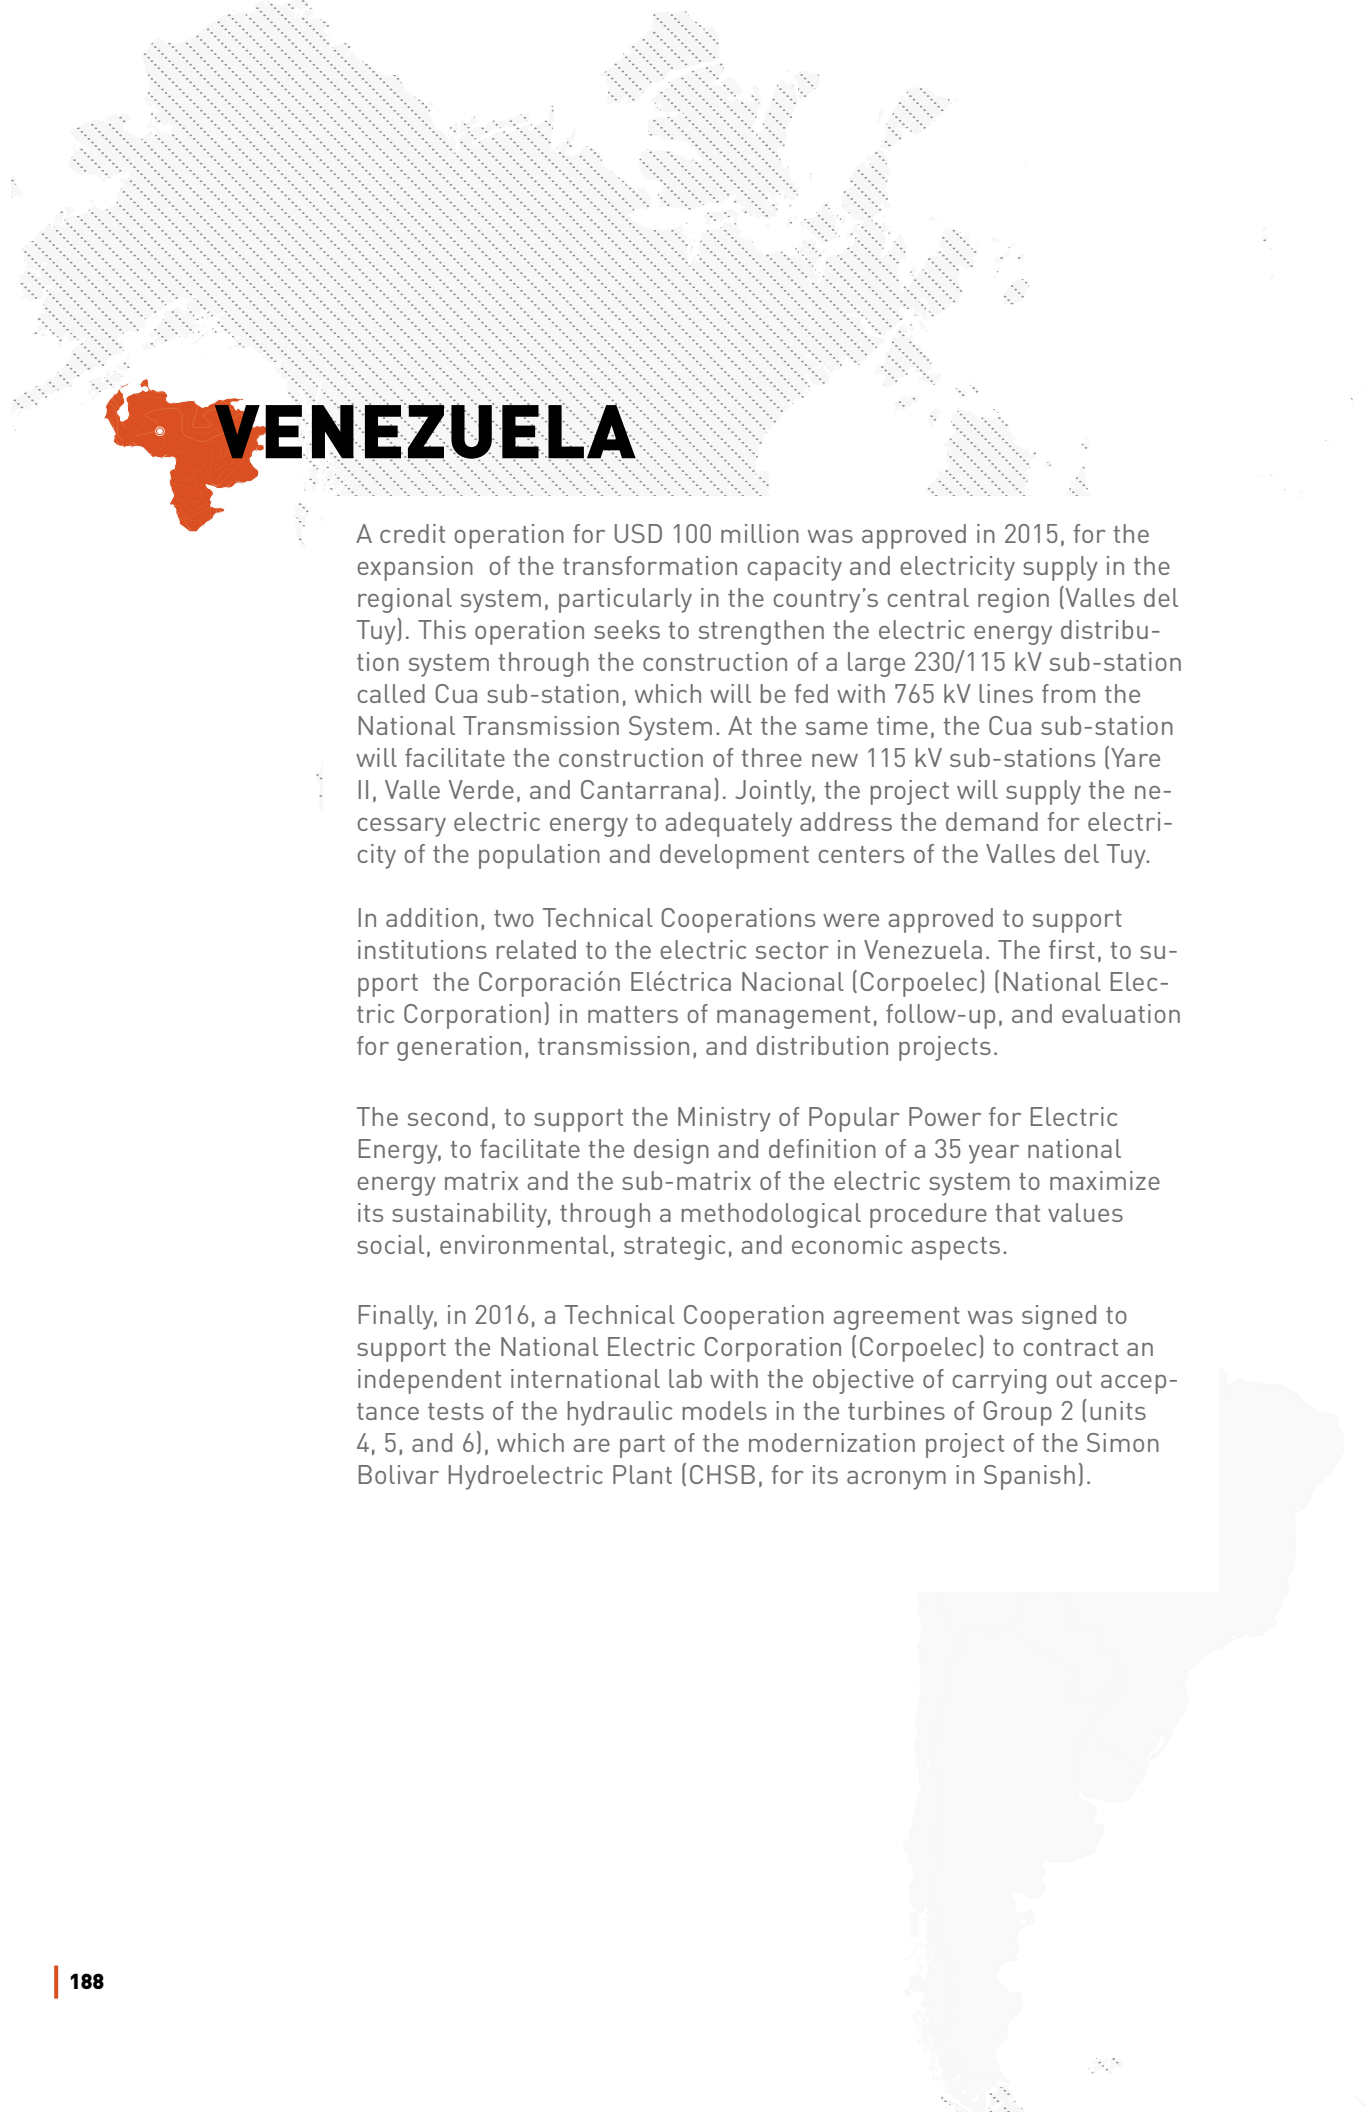 VENEZUELA
A credit operation for USD 100 million was approved in 2015, for the
expansion  of the transformation capacity and electricity supply in the
regional system, particularly in the country’s central region (Valles del
Tuy). This operation seeks to strengthen the electric energy distribu-
tion system through the construction of a large 230/115 kV sub-station
called Cua sub-station, which will be fed with 765 kV lines from the
National Transmission System. At the same time, the Cua sub-station
will facilitate the construction of three new 115 kV sub-stations (Yare
II, Valle Verde, and Cantarrana). Jointly, the project will supply the ne-
cessary electric energy to adequately address the demand for electri-
city of the population and development centers of the Valles del Tuy.
In addition, two Technical Cooperations were approved to support
institutions related to the electric sector in Venezuela. The first, to su-
pport  the Corporación Eléctrica Nacional (Corpoelec) (National Elec-
tric Corporation) in matters of management, follow-up, and evaluation
for generation, transmission, and distribution projects.
The second, to support the Ministry of Popular Power for Electric
Energy, to facilitate the design and definition of a 35 year national
energy matrix and the sub-matrix of the electric system to maximize
its sustainability, through a methodological procedure that values
social, environmental, strategic, and economic aspects.
Finally, in 2016, a Technical Cooperation agreement was signed to
support the National Electric Corporation (Corpoelec) to contract an
independent international lab with the objective of carrying out accep-
tance tests of the hydraulic models in the turbines of Group 2 (units
4, 5, and 6), which are part of the modernization project of the Simon
Bolivar Hydroelectric Plant (CHSB, for its acronym in Spanish).
188